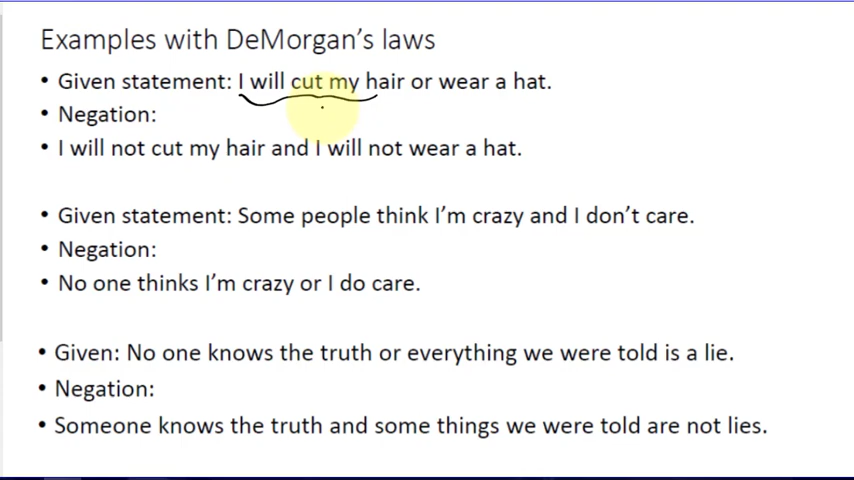 Examples with DeMorgan's laws
• Given statement: I will cut my hair or wear a hat.
• Negation:
• I will not cut my hair and I will not wear a hat.
• Given statement: Some people think I'm crazy and I don't care.
• Negation:
• No one thinks I'm crazy or I do care.
• Given: No one knows the truth or everything we were told is a lie.
• Negation:
• Someone knows the truth and some things we were told are not lies.